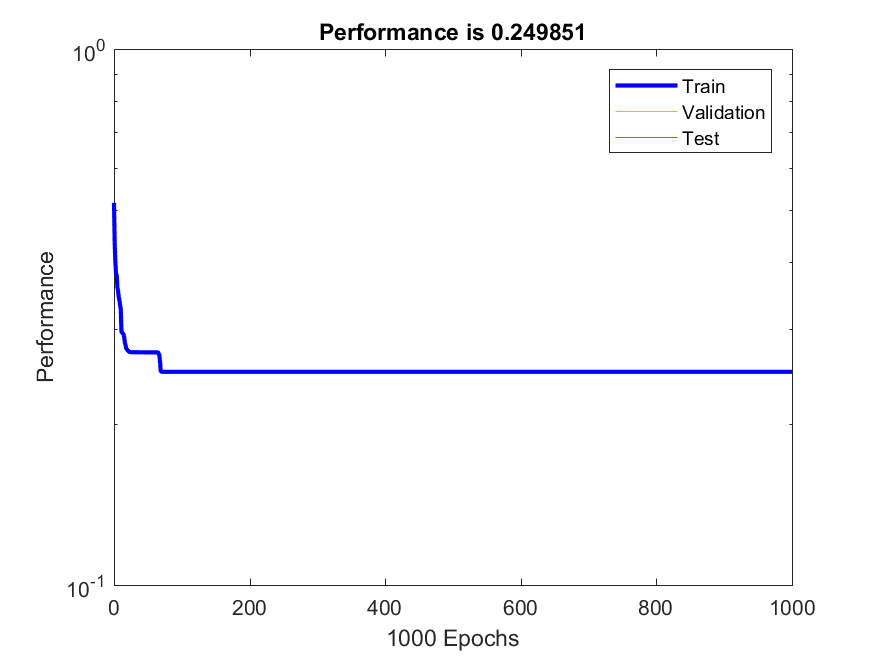 Performance is 0.249851
10^0
Train
Validation
Test
Performance
10^-1
0 200 400 600 800 1000
1000 Epochs